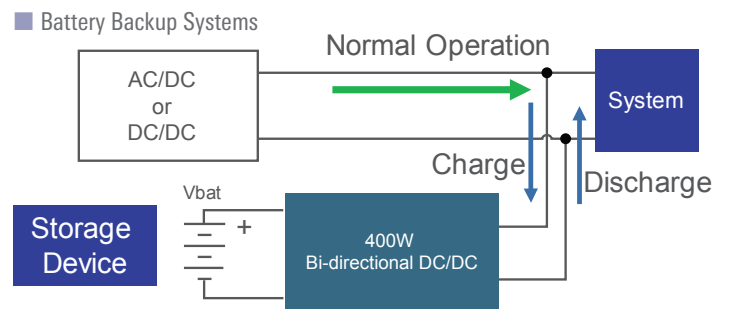 Battery Backup Systems
Normal Operation
AC/DC
or
DC/DC
System
Charge
Discharge
Vbat
+
Storage
Device
400W
Bi-directional DC/DC